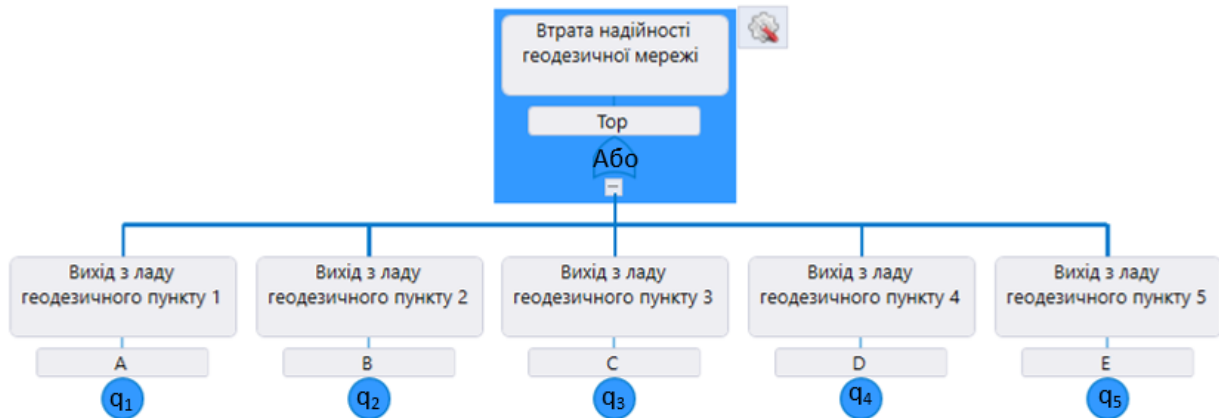 Втрата надійності
геодезичної мережі
Top
Або
Вихід з ладу
геодезичного пункту 1
Вихід з ладу
геодезичного пункту 2
Вихід з ладу
геодезичного пункту 3
Вихід з ладу
геодезичного пункту 4
Вихід з ладу
геодезичного пункту 5
A
B
C
D
E
q₁
q₂
q₃
q₄
q₅